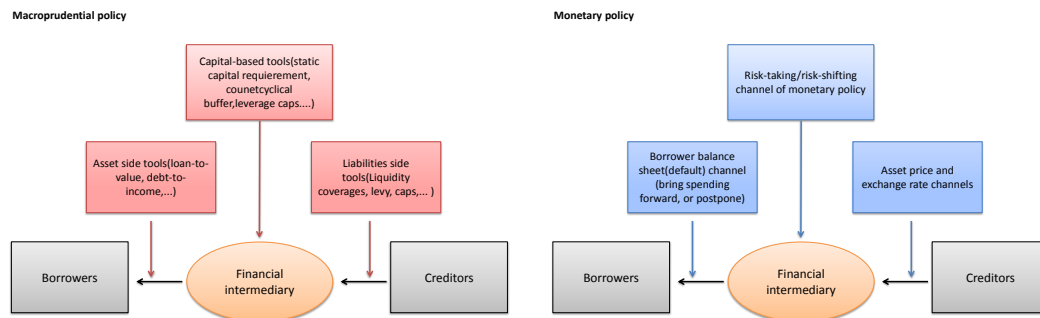 Macroprudential policy
Capital-based tools(static
capital requierement,
counetcyclical
buffer,leverage caps....)
Asset side tools(loan-to-
value, debt-to-
income,...)
Liabilities side
tools(Liquidity
coverages, levy, caps,... )
Borrowers
Financial
intermediary
Creditors
Monetary policy
Risk-taking/risk-shifting
channel of monetary policy
Borrower balance
sheet(default) channel
(bring spending
forward, or postpone)
Asset price and
exchange rate channels
Borrowers
Financial
intermediary
Creditors